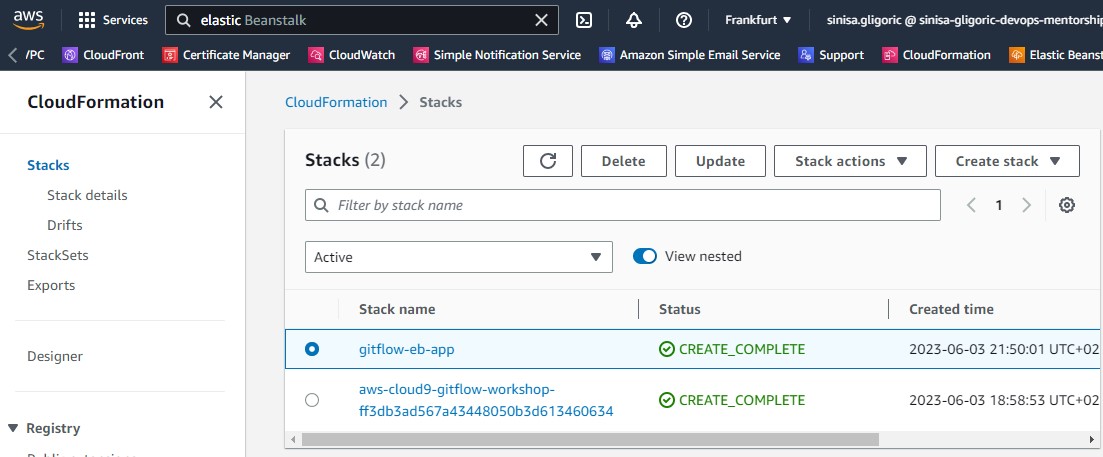 aws
Services
elastic Beanstalk
Frankfurt
sinisa.gligoric @ sinisa-gligoric-devops-mentorship
/PC
CloudFront
Certificate Manager
CloudWatch
Simple Notification Service
Amazon Simple Email Service
Support
CloudFormation
Elastic Beanst
CloudFormation
CloudFormation
Stacks
Stacks
Stack details
Drifts
StackSets
Exports
Designer
Registry
Stacks (2)
Delete
Update
Stack actions
Create stack
Filter by stack name
1
Active
View nested
Stack name
Status
Created time
gitflow-eb-app
CREATE_COMPLETE
2023-06-03 21:50:01 UTC+02
aws-cloud9-gitflow-workshop-
ff3db3ad567a43448050b3d613460634
CREATE_COMPLETE
2023-06-03 18:58:53 UTC+02